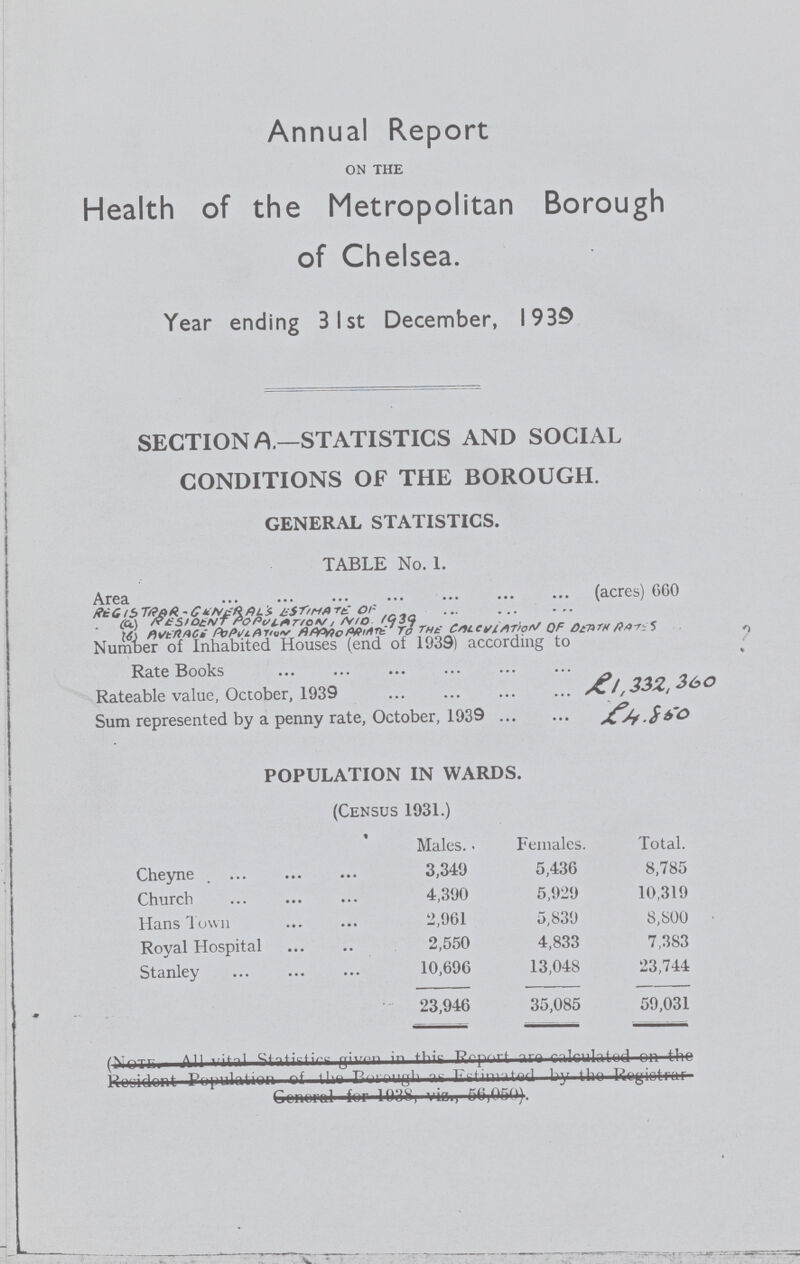 Annual Report
ON THE
Health of the Metropolitan Borough
of Chelsea.
Year ending 31st December, 1939
SECTION A.—STATISTICS AND SOCIAL
CONDITIONS OF THE BOROUGH.
GENERAL STATISTICS.
TABLE No. 1.
Area ... ... ... ... ... ... ... (acres) 660
REGISTRAR-GENERAL'S ESTIMATE OF ... ... ...
(a) RESIDENT POPULATION, MID. 1939
(b) AVERAGE POPULATION APPROPRIATE TO THE CALCULATION OF DEATH RATES ?
Number of Inhabited Houses (end of 1939) according to
Rate Books ... ... ... ... ... ...
Rateable value, October, 1939 ... ... ... ... £1,332,360
Sum represented by a penny rate, October, 1939 ... ... £4.850
POPULATION IN WARDS.
(CENSUS 1931.)
Males. Females. Total.
Cheyne ... ... ... 3,349 5,436 8,785
Church ... ... ... 4,390 5,929 10,319
Hans Town ... ... 2,961 5,839 8,800
Royal Hospital ... .. 2,550 4,833 7,383
Stanley ... ... ... 10,696 13,048 23,744
23,946 35,085 59,031
(NOTE. All vital Statistics given in this Report are calculated on the
Resident Population of the Borough as Estimated by the Registrar
General for 1938, viz., 56,050).